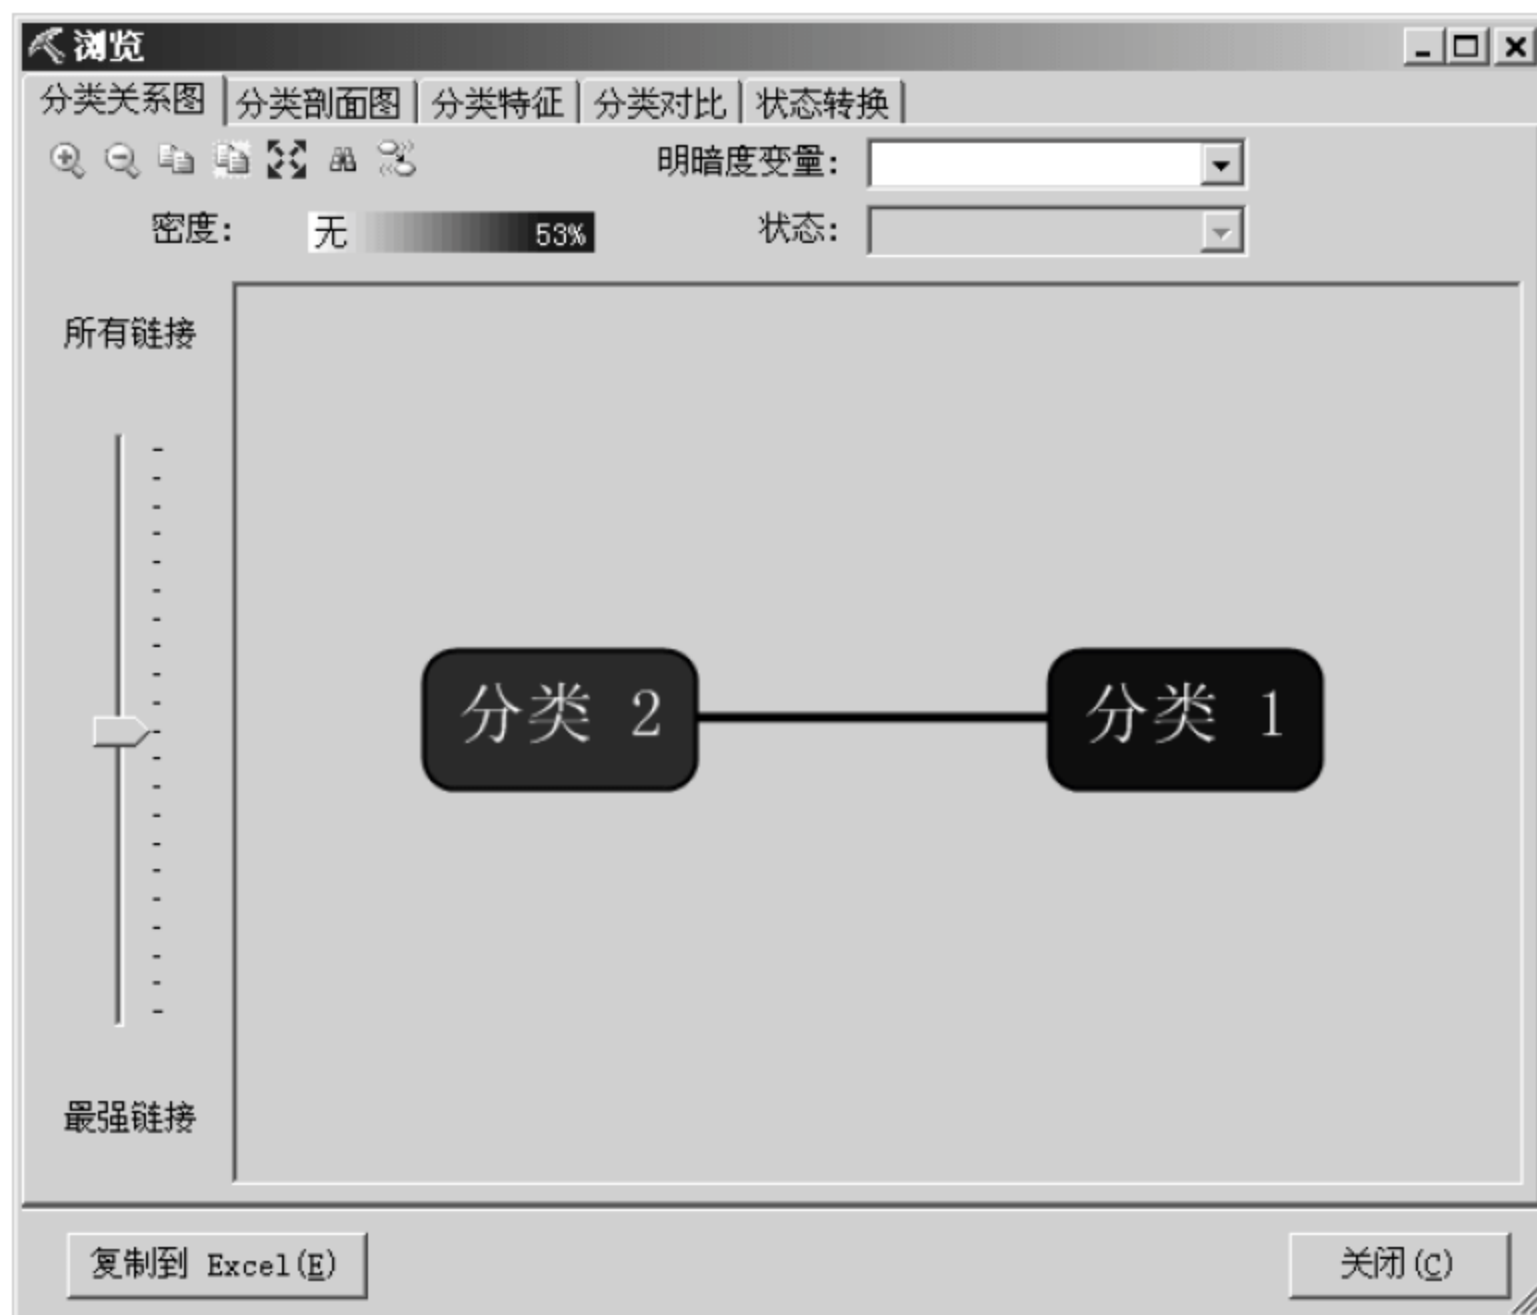 浏览
分类关系图 分类剖面图 分类特征 分类对比 状态转换
明暗度变量:
密度: 无 53% 状态:
所有链接
分类 2 分类 1
最强链接
复制到 Excel(E) 关闭(C)